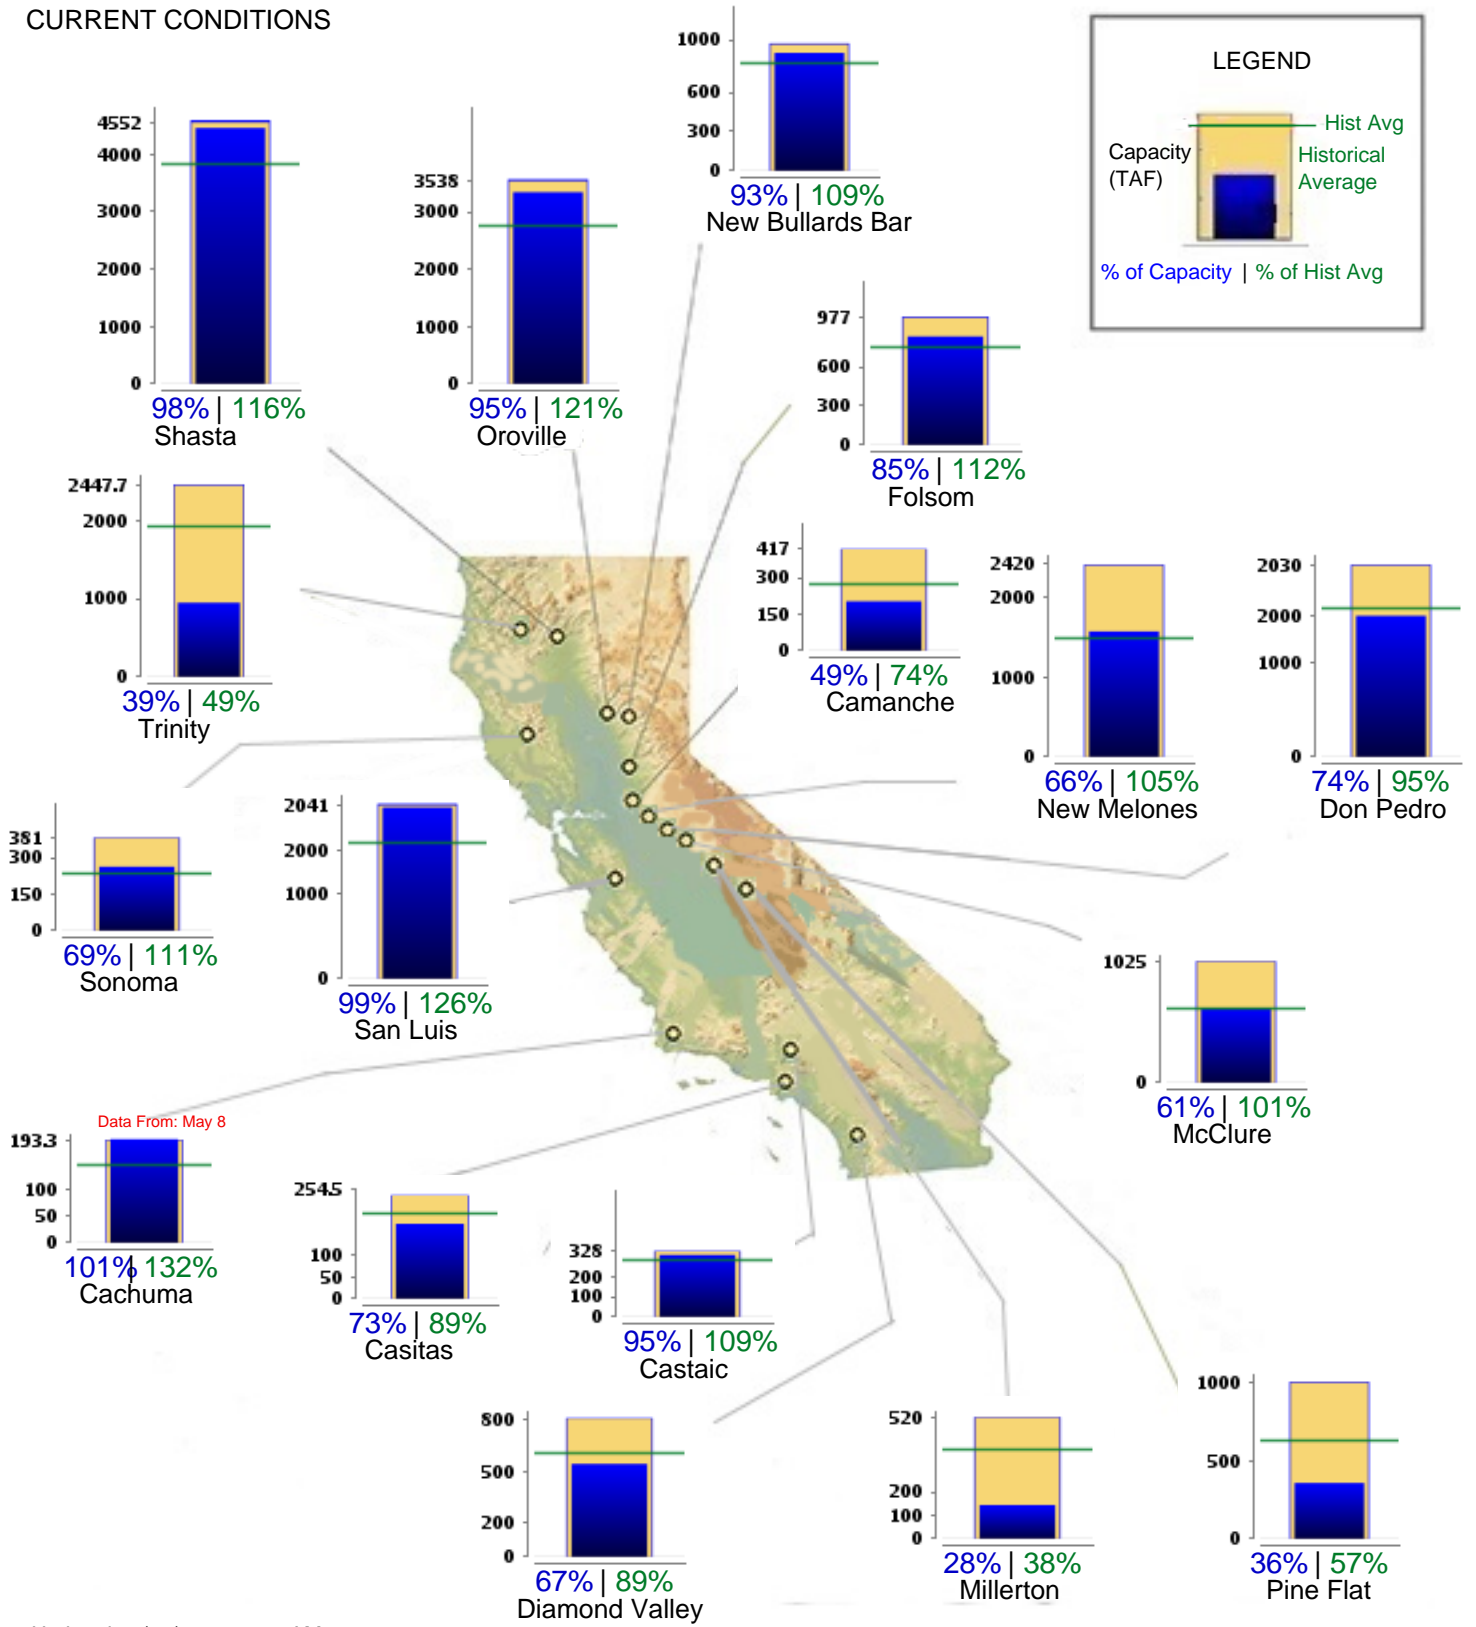 CURRENT CONDITIONS
LEGEND
Hist Avg
Capacity
(TAF)
Historical
Average
% of Capacity | % of Hist Avg
1000
600
300
0
93% | 109%
New Bullards Bar
4552
4000
3000
2000
1000
0
98% | 116%
Shasta
3538
3000
2000
1000
0
95% | 121%
Oroville
977
600
300
0
85% | 112%
Folsom
2447.7
2000
1000
0
39% | 49%
Trinity
417
300
150
0
49% | 74%
Camanche
2420
2000
1000
0
66% | 105%
New Melones
2030
2000
1000
0
74% | 95%
Don Pedro
381
300
150
0
69% | 111%
Sonoma
2041
2000
1000
0
99% | 126%
San Luis
1025
0
61% | 101%
McClure
Data From: May 8
193.3
100
50
0
101% | 132%
Cachuma
254.5
100
50
0
73% | 89%
Casitas
328
200
100
0
95% | 109%
Castaic
800
500
200
0
67% | 89%
Diamond Valley
520
200
100
0
28% | 38%
Millerton
1000
500
0
36% | 57%
Pine Flat